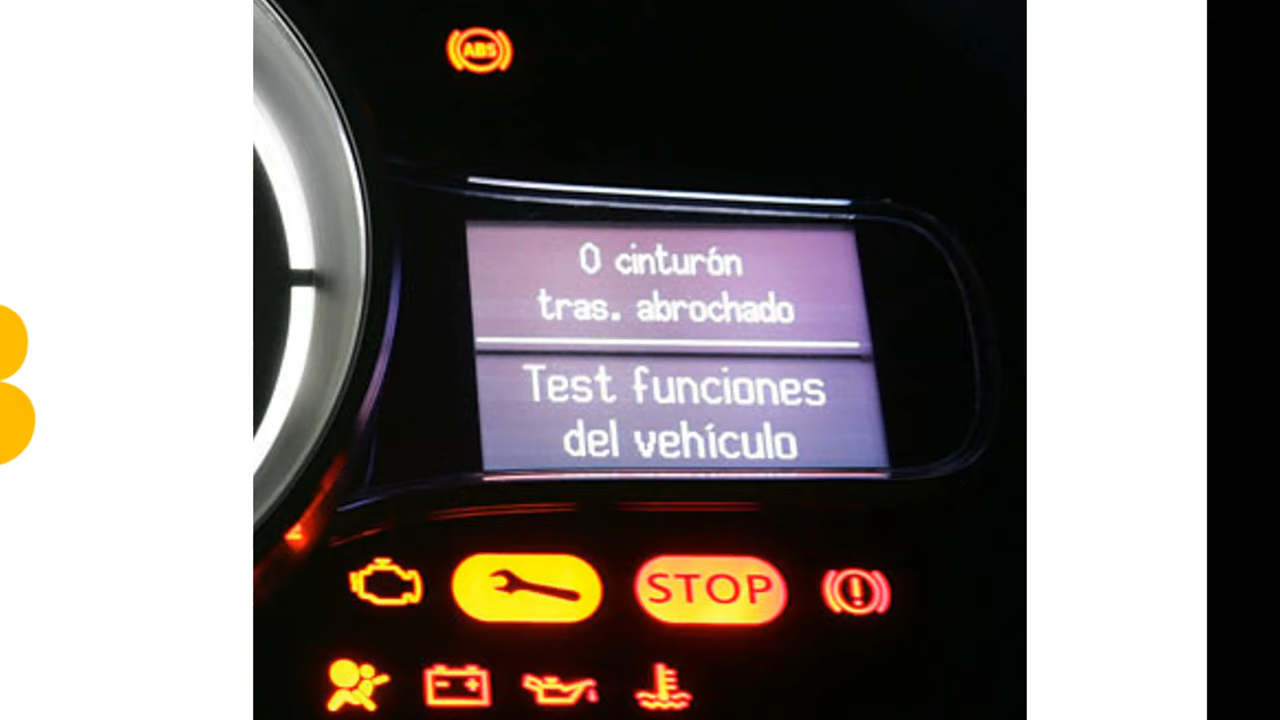 ABS
0 cinturón
tras. abrochado
Test funciones
del vehículo
STOP